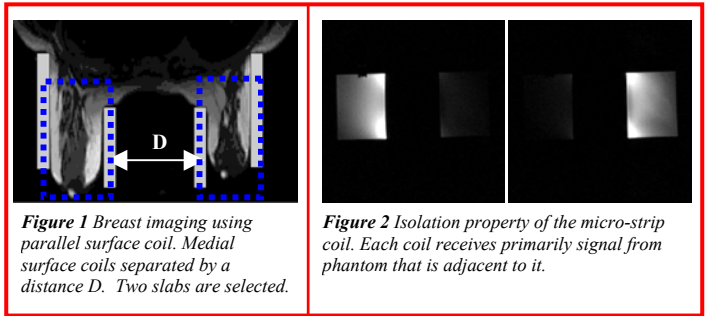 D
Figure 1 Breast imaging using
parallel surface coil. Medial
surface coils separated by a
distance D.  Two slabs are selected.
Figure 2 Isolation property of the micro-strip
coil. Each coil receives primarily signal from
phantom that is adjacent to it.